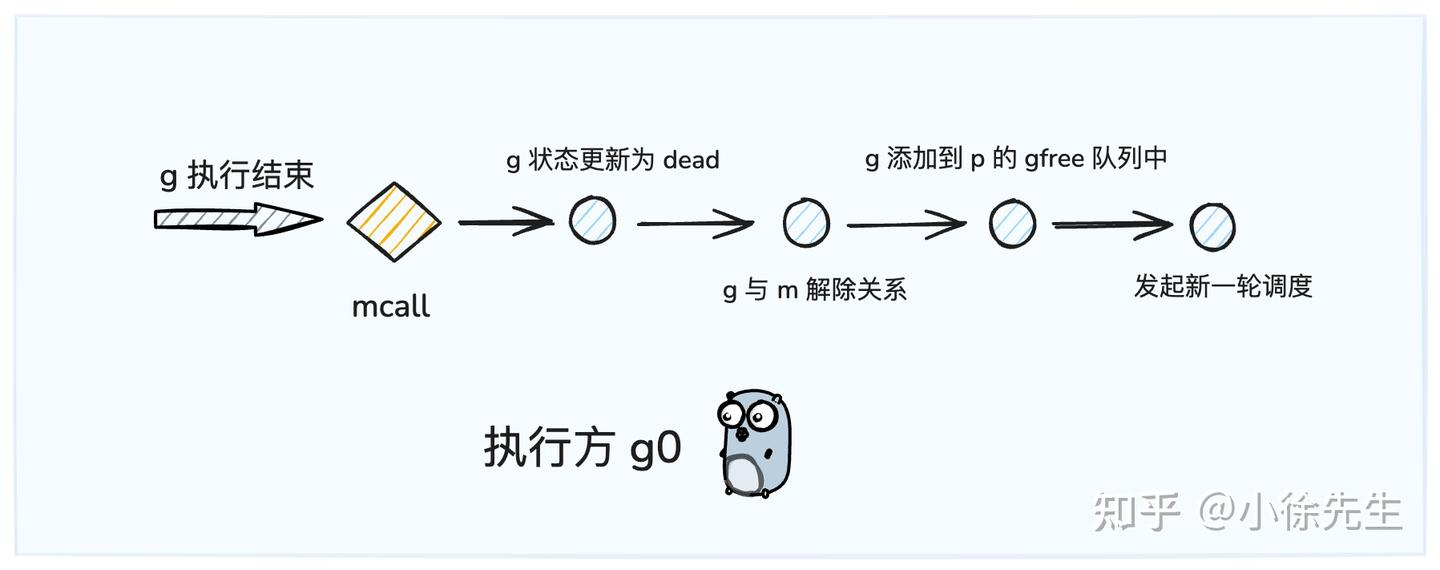 g 执行结束
mcall
g 状态更新为 dead
g 与 m 解除关系
g 添加到 p 的 gfree 队列中
发起新一轮调度
执行方 g0
知乎 @小徐先生